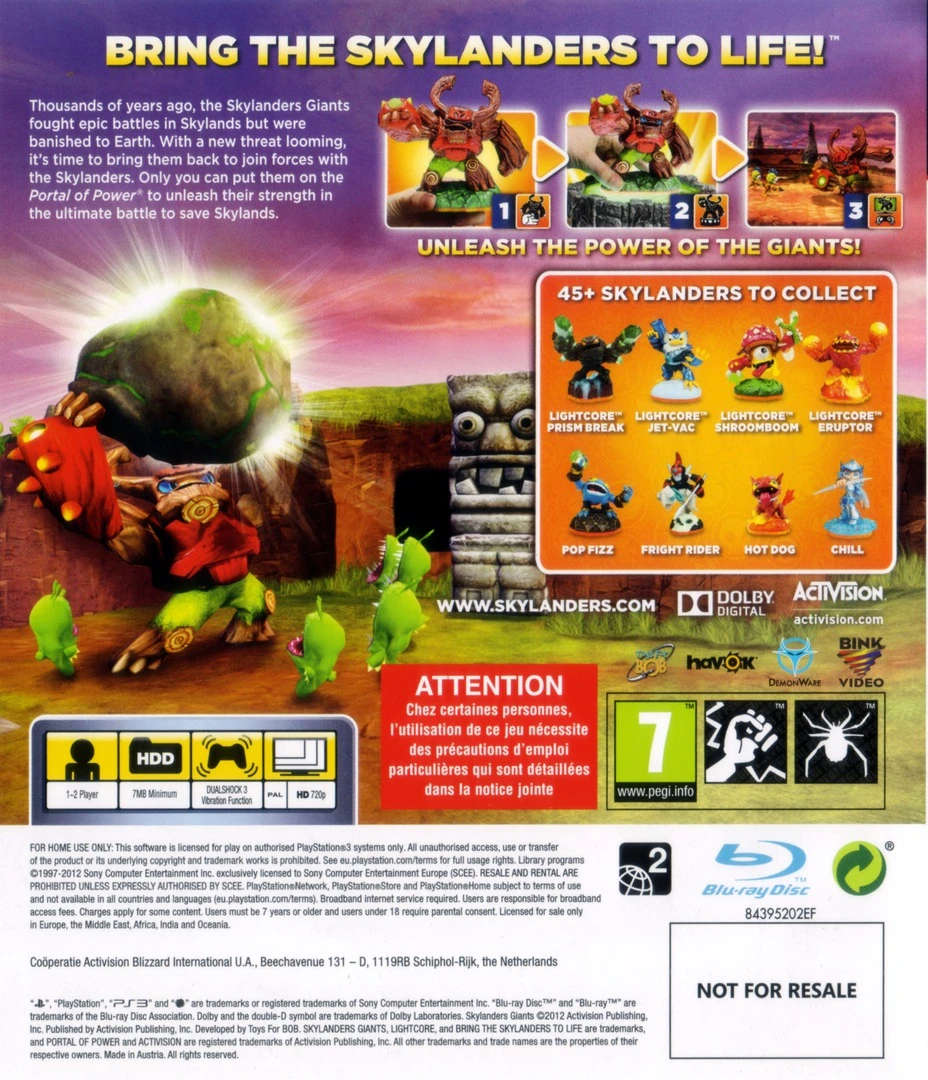 BRING THE SKYLANDERS TO LIFE!™
Thousands of years ago, the Skylanders Giants
fought epic battles in Skylands but were
banished to Earth. With a new threat looming,
it's time to bring them back to join forces with
the Skylanders. Only you can put them on the
Portal of Power® to unleash their strength in
the ultimate battle to save Skylands.
1
2
3
UNLEASH THE POWER OF THE GIANTS!
45+ SKYLANDERS TO COLLECT
LIGHTCORE™ PRISM BREAK
LIGHTCORE™ JET-VAC
LIGHTCORE™ SHROOMBOOM
LIGHTCORE™ ERUPTOR
POP FIZZ
FRIGHT RIDER
HOT DOG
CHILL
WWW.SKYLANDERS.COM
DOLBY
DIGITAL
ACTIVISION
activision.com
TOYS FOR BOB
havok
DEMONWARE
BINK
VIDEO
ATTENTION
Chez certaines personnes,
l'utilisation de ce jeu nécessite
des précautions d'emploi
particulières qui sont détaillées
dans la notice jointe
7
www.pegi.info
™
™
™
HDD
1-2 Player
7MB Minimum
DUALSHOCK 3
Vibration Function
PAL
HD 720p
FOR HOME USE ONLY: This software is licensed for play on authorised PlayStation®3 systems only. All unauthorised access, use or transfer
of the product or its underlying copyright and trademark works is prohibited. See eu.playstation.com/terms for full usage rights. Library programs
©1997-2012 Sony Computer Entertainment Inc. exclusively licensed to Sony Computer Entertainment Europe (SCEE). RESALE AND RENTAL ARE
PROHIBITED UNLESS EXPRESSLY AUTHORISED BY SCEE. PlayStation®Network, PlayStation®Store and PlayStation®Home subject to terms of use
and not available in all countries and languages (eu.playstation.com/terms). Broadband internet service required. Users are responsible for broadband
access fees. Charges apply for some content. Users must be 7 years or older and users under 18 require parental consent. Licensed for sale only
in Europe, the Middle East, Africa, India and Oceania.
2
Blu-ray Disc
®
84395202EF
Coöperatie Activision Blizzard International U.A., Beechavenue 131 – D, 1119RB Schiphol-Rijk, the Netherlands
NOT FOR RESALE
"", "PlayStation", "PS3" and "" are trademarks or registered trademarks of Sony Computer Entertainment Inc. "Blu-ray Disc™" and "Blu-ray™" are
trademarks of the Blu-ray Disc Association. Dolby and the double-D symbol are trademarks of Dolby Laboratories. Skylanders Giants ©2012 Activision Publishing,
Inc. Published by Activision Publishing, Inc. Developed by Toys For BOB. SKYLANDERS GIANTS, LIGHTCORE, and BRING THE SKYLANDERS TO LIFE are trademarks,
and PORTAL OF POWER and ACTIVISION are registered trademarks of Activision Publishing, Inc. All other trademarks and trade names are the properties of their
respective owners. Made in Austria. All rights reserved.